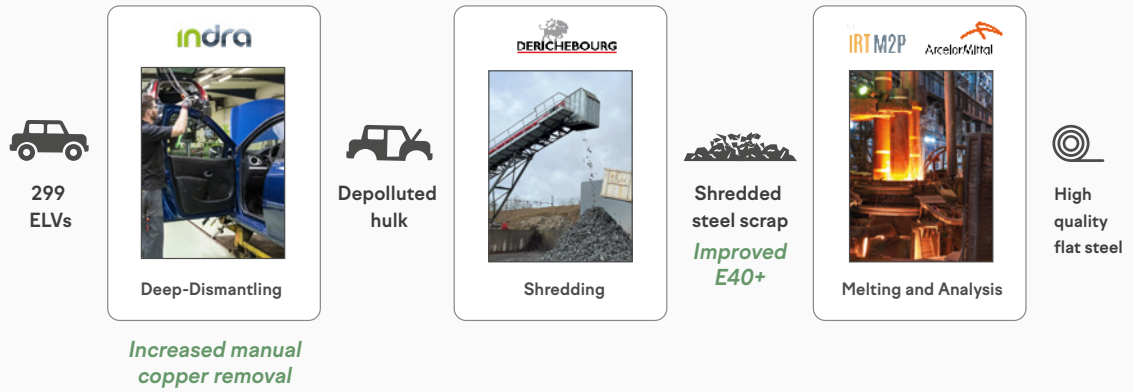 indra
Deep-Dismantling
Increased manual
copper removal
299
ELVs
Depolluted
hulk
DERICHEBOURG
Shredding
Shredded
steel scrap
Improved
E40+
IRT M2P
ArcelorMittal
Melting and Analysis
High
quality
flat steel